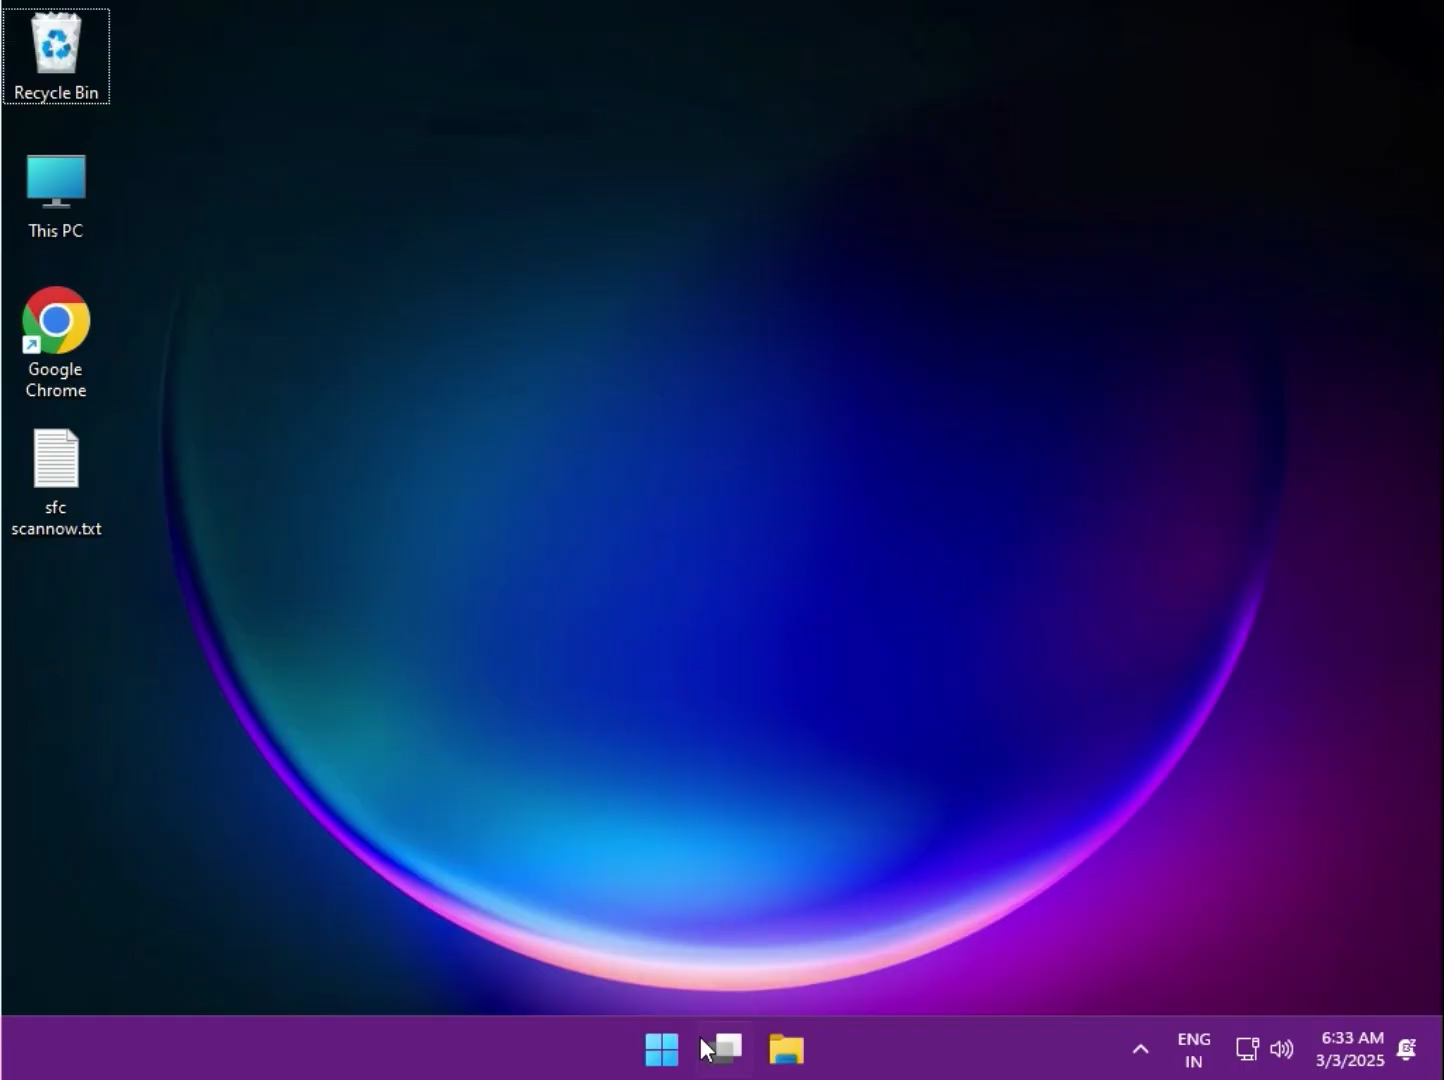 Recycle Bin
This PC
Google
Chrome
sfc
scannow.txt
ENG
IN
6:33 AM
3/3/2025